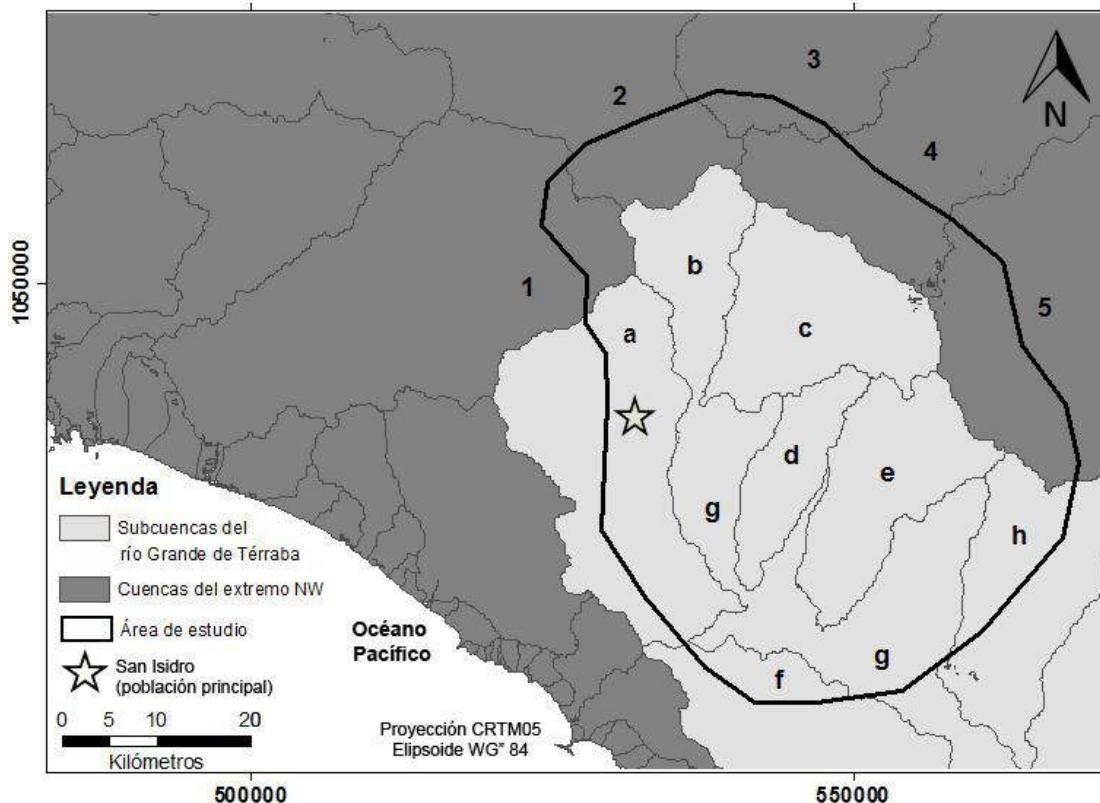 3
2
N
4
b
1050000
1
5
a
c
d
e
g
h
Leyenda
Subcuencas del
río Grande de Térraba
Cuencas del extremo NW
Área de estudio
San Isidro
(población principal)
Océano
Pacífico
g
f
0 5 10 20
Kilómetros
Proyección CRTM05
Elipsoide WG" 84
500000 550000